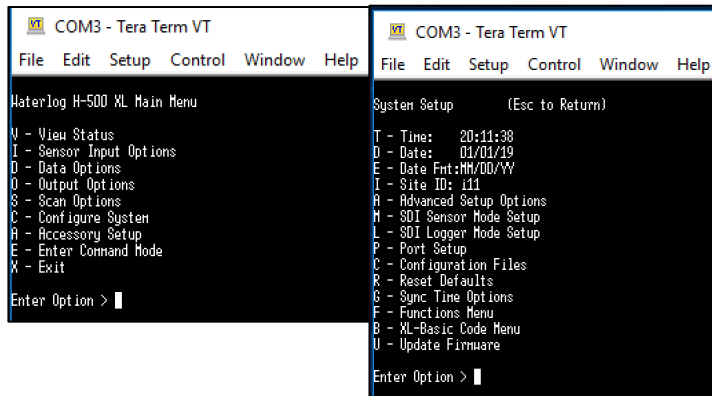 COM3 - Tera Term VT
File Edit Setup Control Window Help
Waterlog H-500 XL Main Menu
V - View Status
I - Sensor Input Options
D - Data Options
O - Output Options
S - Scan Options
C - Configure System
A - Accessory Setup
E - Enter Command Mode
X - Exit
Enter Option >
COM3 - Tera Term VT
File Edit Setup Control Window Help
System Setup (Esc to Return)
T - Time: 20:11:38
D - Date: 01/01/19
E - Date Fmt:MM/DD/YY
I - Site ID: i11
A - Advanced Setup Options
M - SDI Sensor Mode Setup
L - SDI Logger Mode Setup
P - Port Setup
C - Configuration Files
R - Reset Defaults
G - Sync Time Options
F - Functions Menu
B - XL-Basic Code Menu
U - Update Firmware
Enter Option >